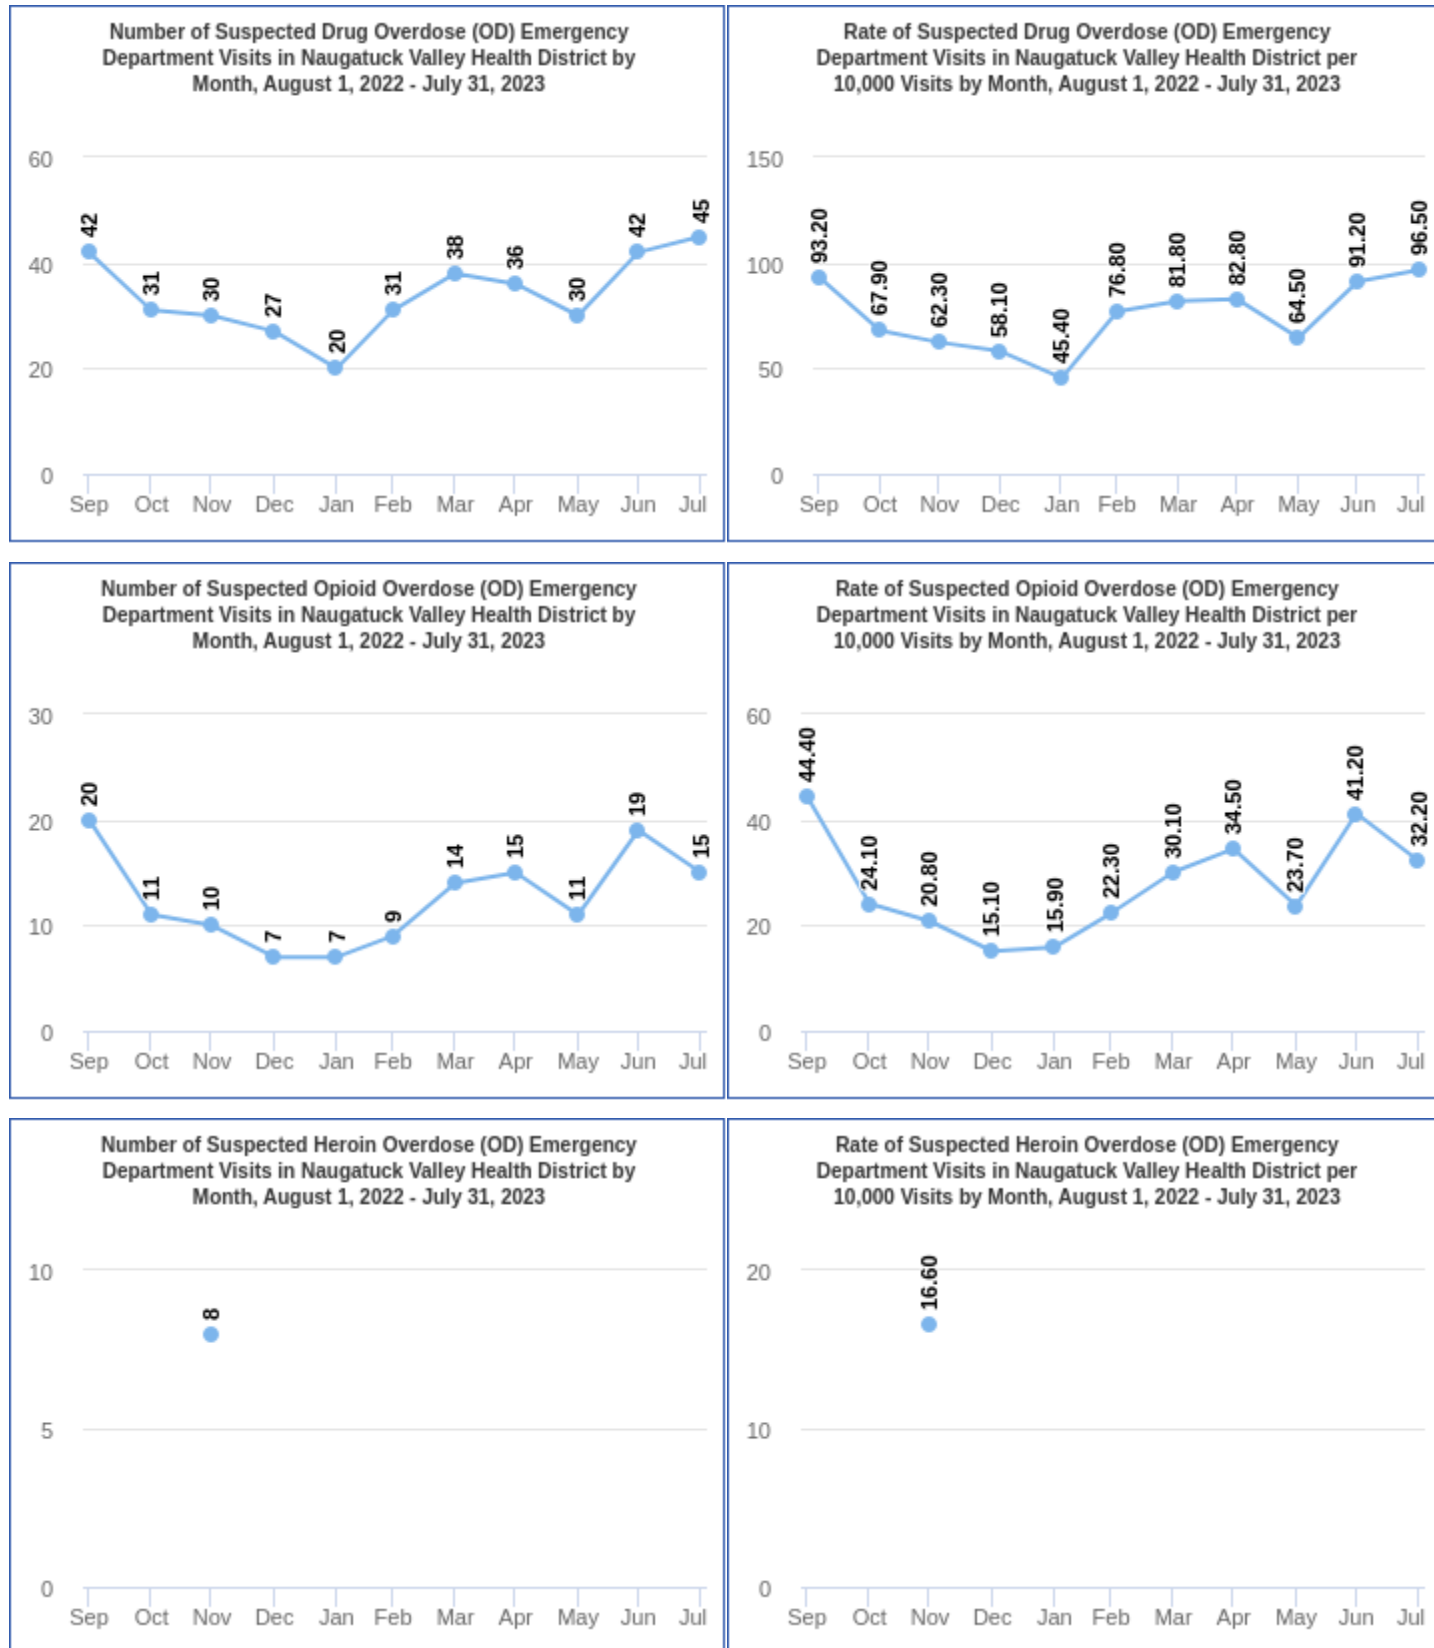 Number of Suspected Drug Overdose (OD) Emergency
Department Visits in Naugatuck Valley Health District by
Month, August 1, 2022 - July 31, 2023
60
40
20
0
42
31
30
27
20
31
38
36
30
42
45
Sep Oct Nov Dec Jan Feb Mar Apr May Jun Jul
Rate of Suspected Drug Overdose (OD) Emergency
Department Visits in Naugatuck Valley Health District per
10,000 Visits by Month, August 1, 2022 - July 31, 2023
150
100
50
0
93.20
67.90
62.30
58.10
45.40
76.80
81.80
82.80
64.50
91.20
96.50
Sep Oct Nov Dec Jan Feb Mar Apr May Jun Jul
Number of Suspected Opioid Overdose (OD) Emergency
Department Visits in Naugatuck Valley Health District by
Month, August 1, 2022 - July 31, 2023
30
20
10
0
20
11
10
7
7
9
14
15
11
19
15
Sep Oct Nov Dec Jan Feb Mar Apr May Jun Jul
Rate of Suspected Opioid Overdose (OD) Emergency
Department Visits in Naugatuck Valley Health District per
10,000 Visits by Month, August 1, 2022 - July 31, 2023
60
40
20
0
44.40
24.10
20.80
15.10
15.90
22.30
30.10
34.50
23.70
41.20
32.20
Sep Oct Nov Dec Jan Feb Mar Apr May Jun Jul
Number of Suspected Heroin Overdose (OD) Emergency
Department Visits in Naugatuck Valley Health District by
Month, August 1, 2022 - July 31, 2023
10
5
0
8
Sep Oct Nov Dec Jan Feb Mar Apr May Jun Jul
Rate of Suspected Heroin Overdose (OD) Emergency
Department Visits in Naugatuck Valley Health District per
10,000 Visits by Month, August 1, 2022 - July 31, 2023
20
10
0
16.60
Sep Oct Nov Dec Jan Feb Mar Apr May Jun Jul